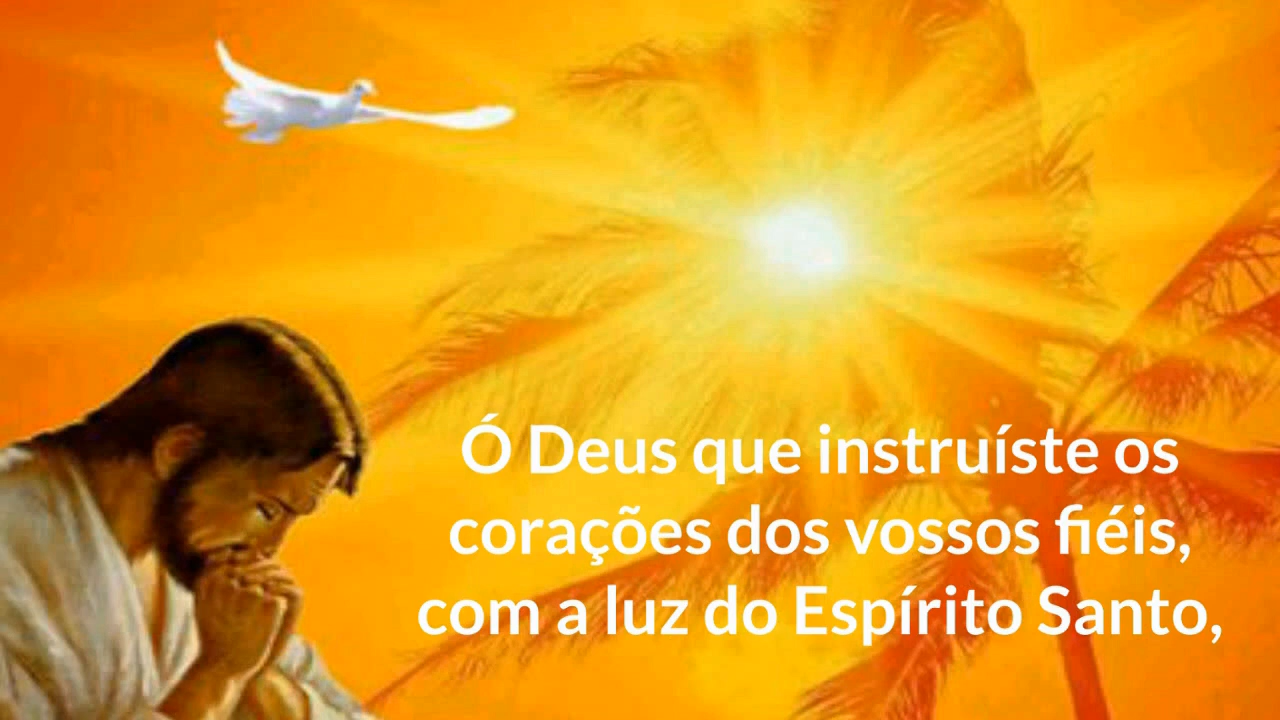 Ó Deus que instruíste os
corações dos vossos fiéis,
com a luz do Espírito Santo,